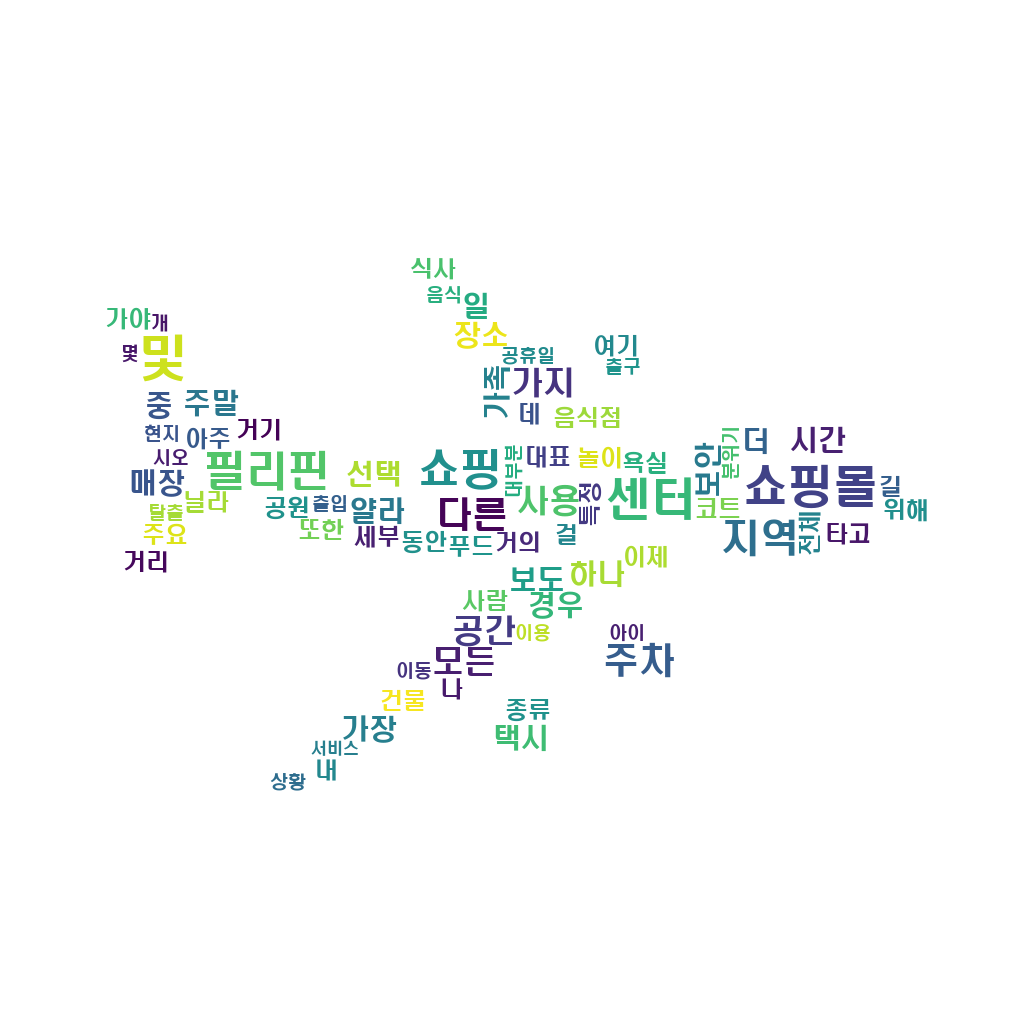 식사
음식
일
장소
가야
개
몇
및
공휴일
여기
출구
가족
가지
데
음식점
중
주말
현지
아주
거기
시오
매장
필리핀
선택
쇼핑
대부분
대표
놀이
욕실
보안
분위기
더
시간
탈출
닐라
주요
거리
공원
출입
얄라
또한
세부
동안
다른
푸드
거의
사용
특정
걸
센터
코트
쇼핑몰
지역
전체
타고
길
위해
이제
하나
보도
경우
사람
공간
이용
아이
주차
모든
이동
나
건물
종류
택시
가장
서비스
내
상황